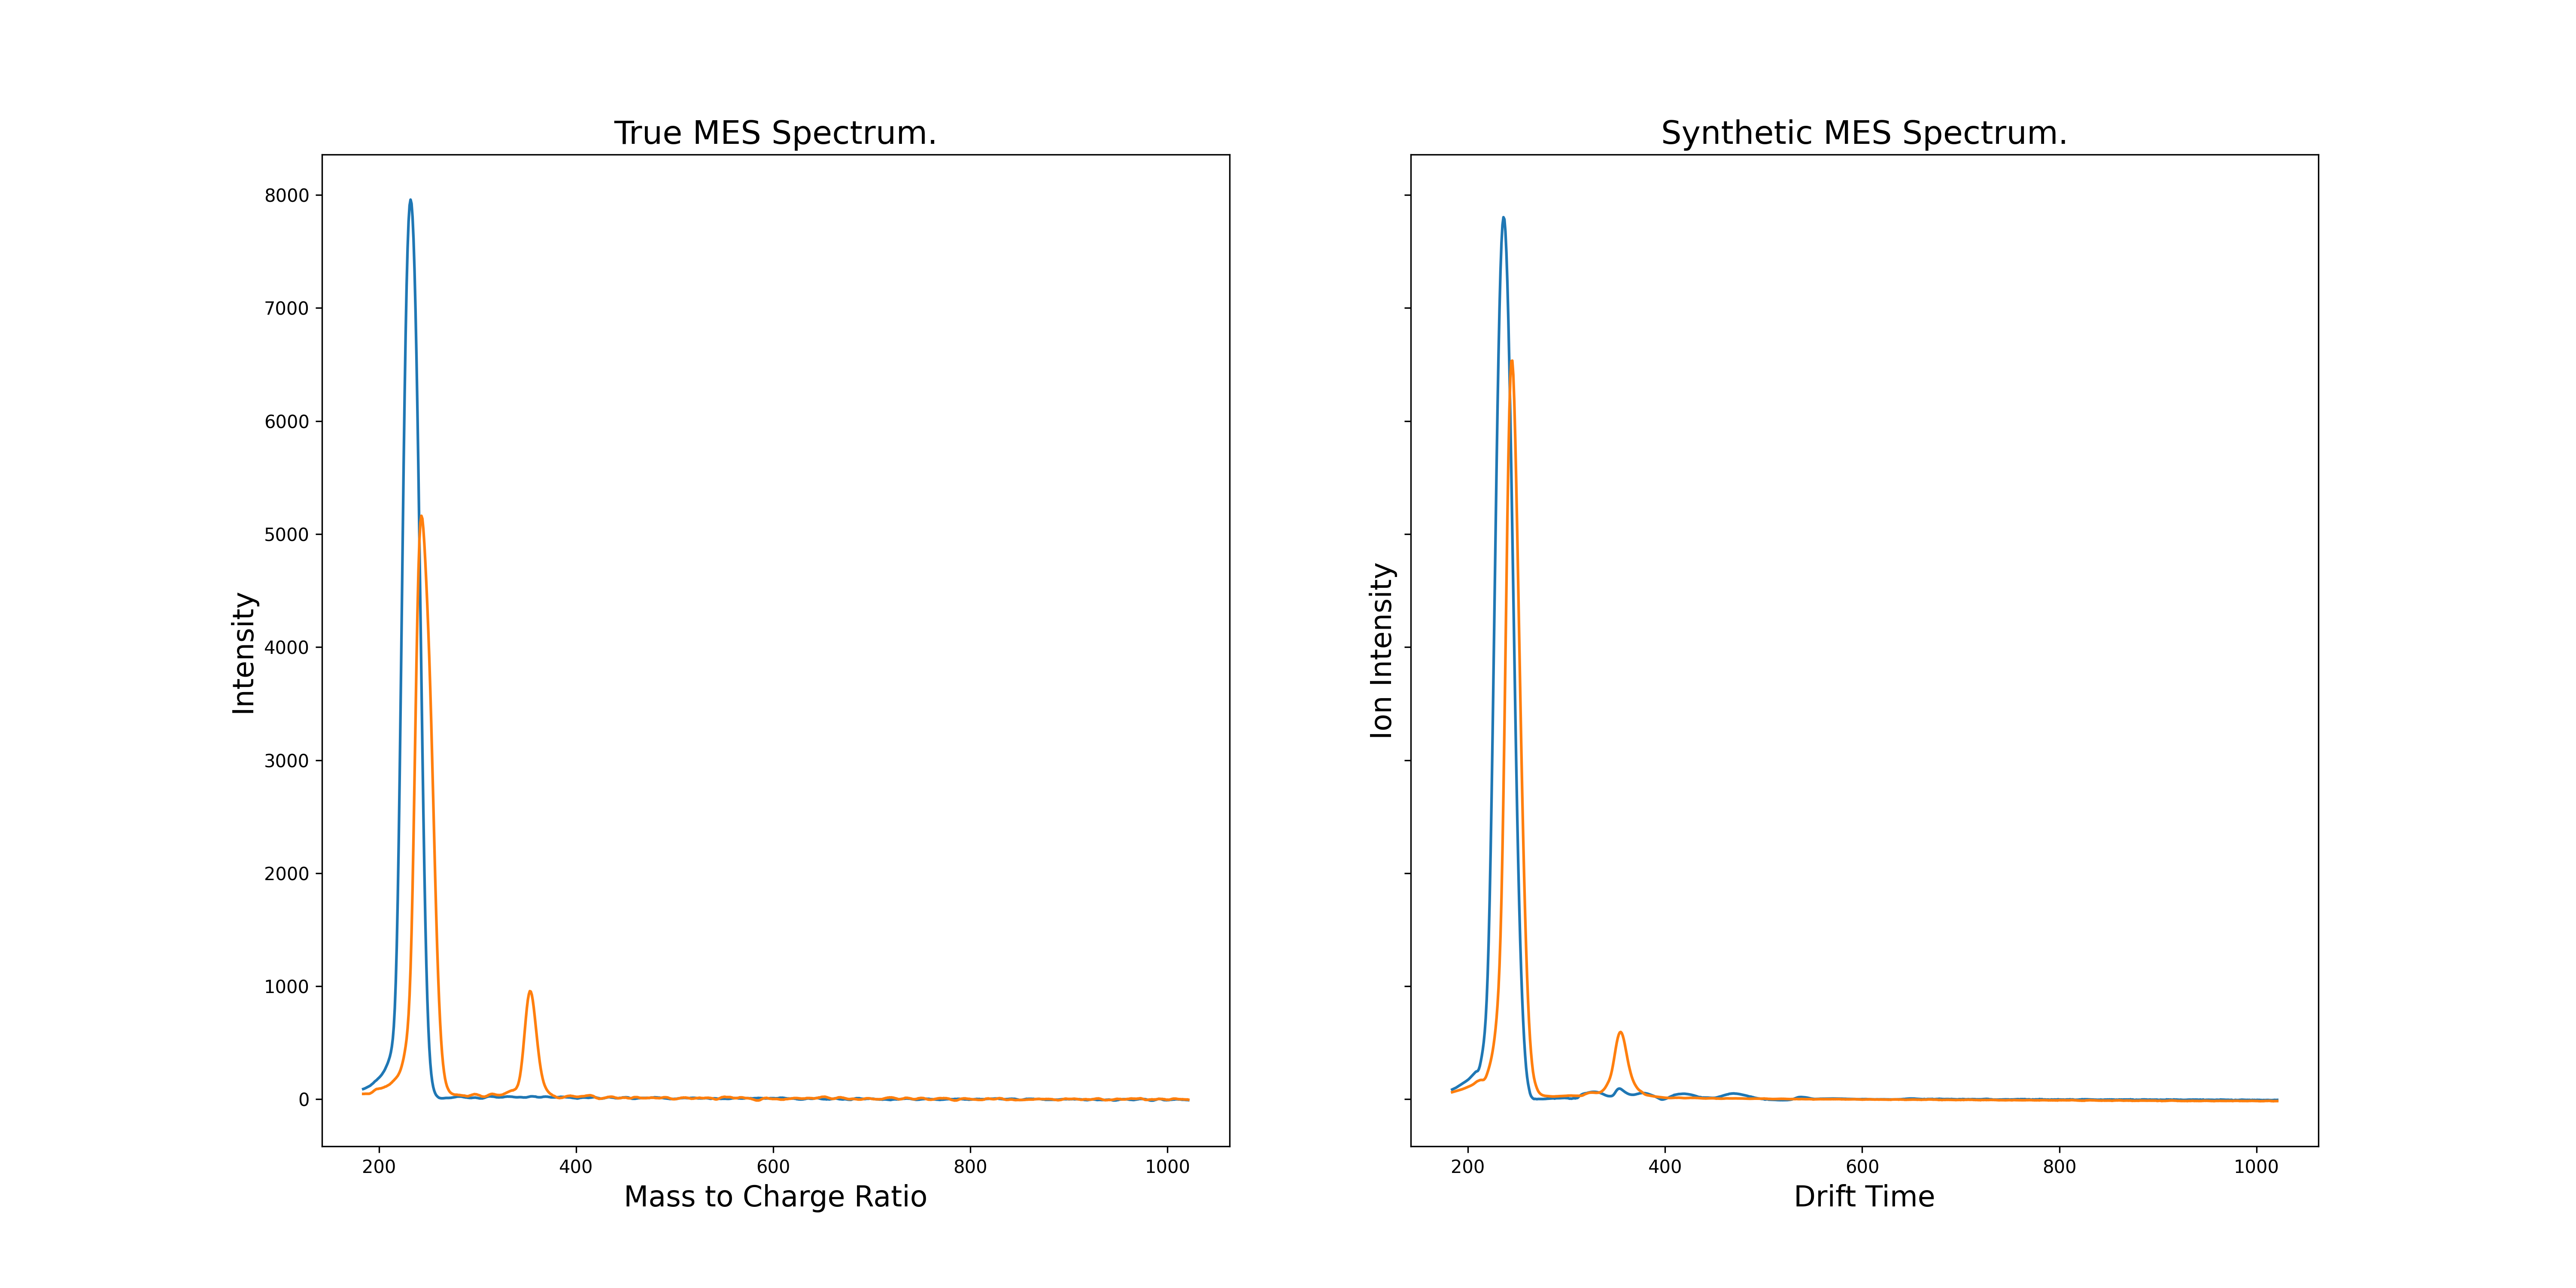 True MES Spectrum.
8000
7000
6000
5000
4000
3000
2000
1000
0
Intensity
200 400 600 800 1000
Mass to Charge Ratio
Synthetic MES Spectrum.
Ion Intensity
200 400 600 800 1000
Drift Time